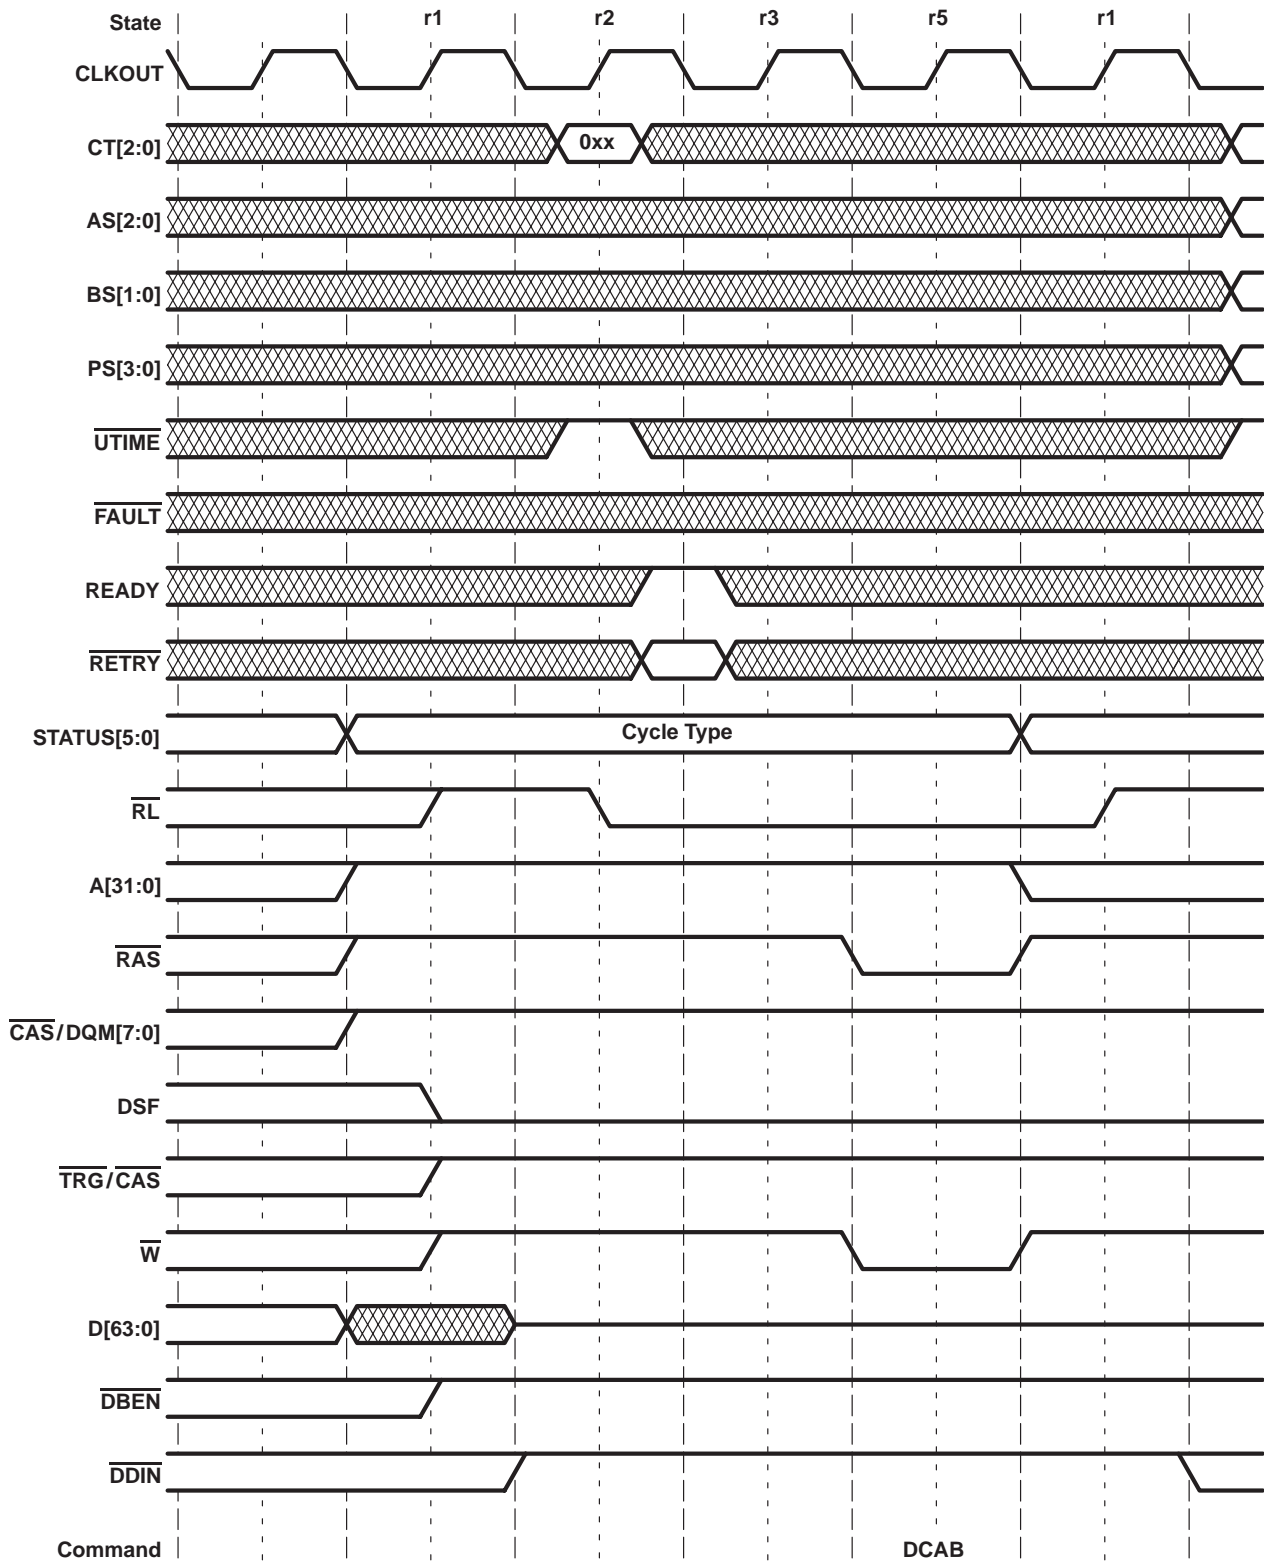 State r1 r2 r3 r5 r1
CLKOUT
CT[2:0] 0xx
AS[2:0]
BS[1:0]
PS[3:0]
UTIME
FAULT
READY
RETRY
STATUS[5:0] Cycle Type
RL
A[31:0]
RAS
CAS/DQM[7:0]
DSF
TRG/CAS
W
D[63:0]
DBEN
DDIN
Command DCAB